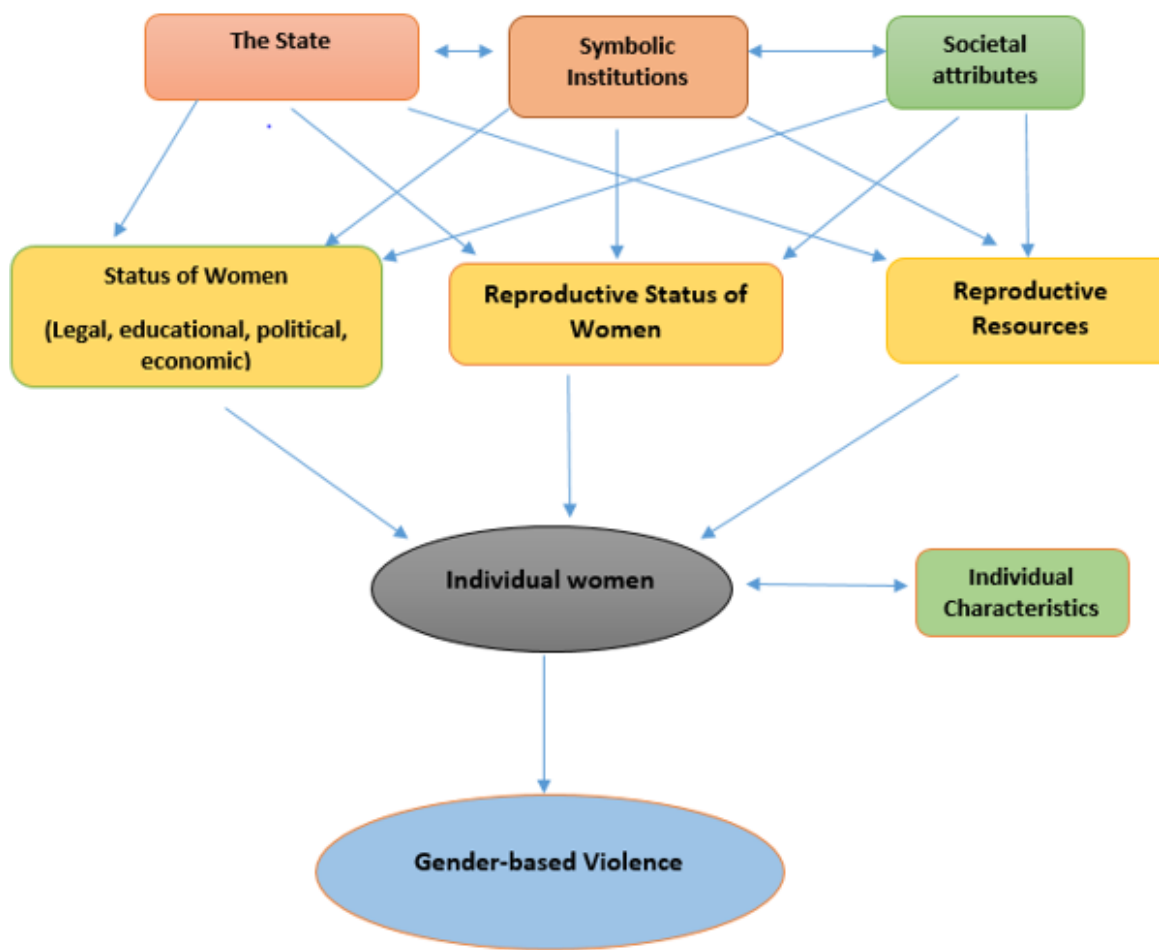 The State
Symbolic
Institutions
Societal
attributes
Status of Women
(Legal, educational, political,
economic)
Reproductive Status of
Women
Reproductive
Resources
Individual women
Individual
Characteristics
Gender-based Violence